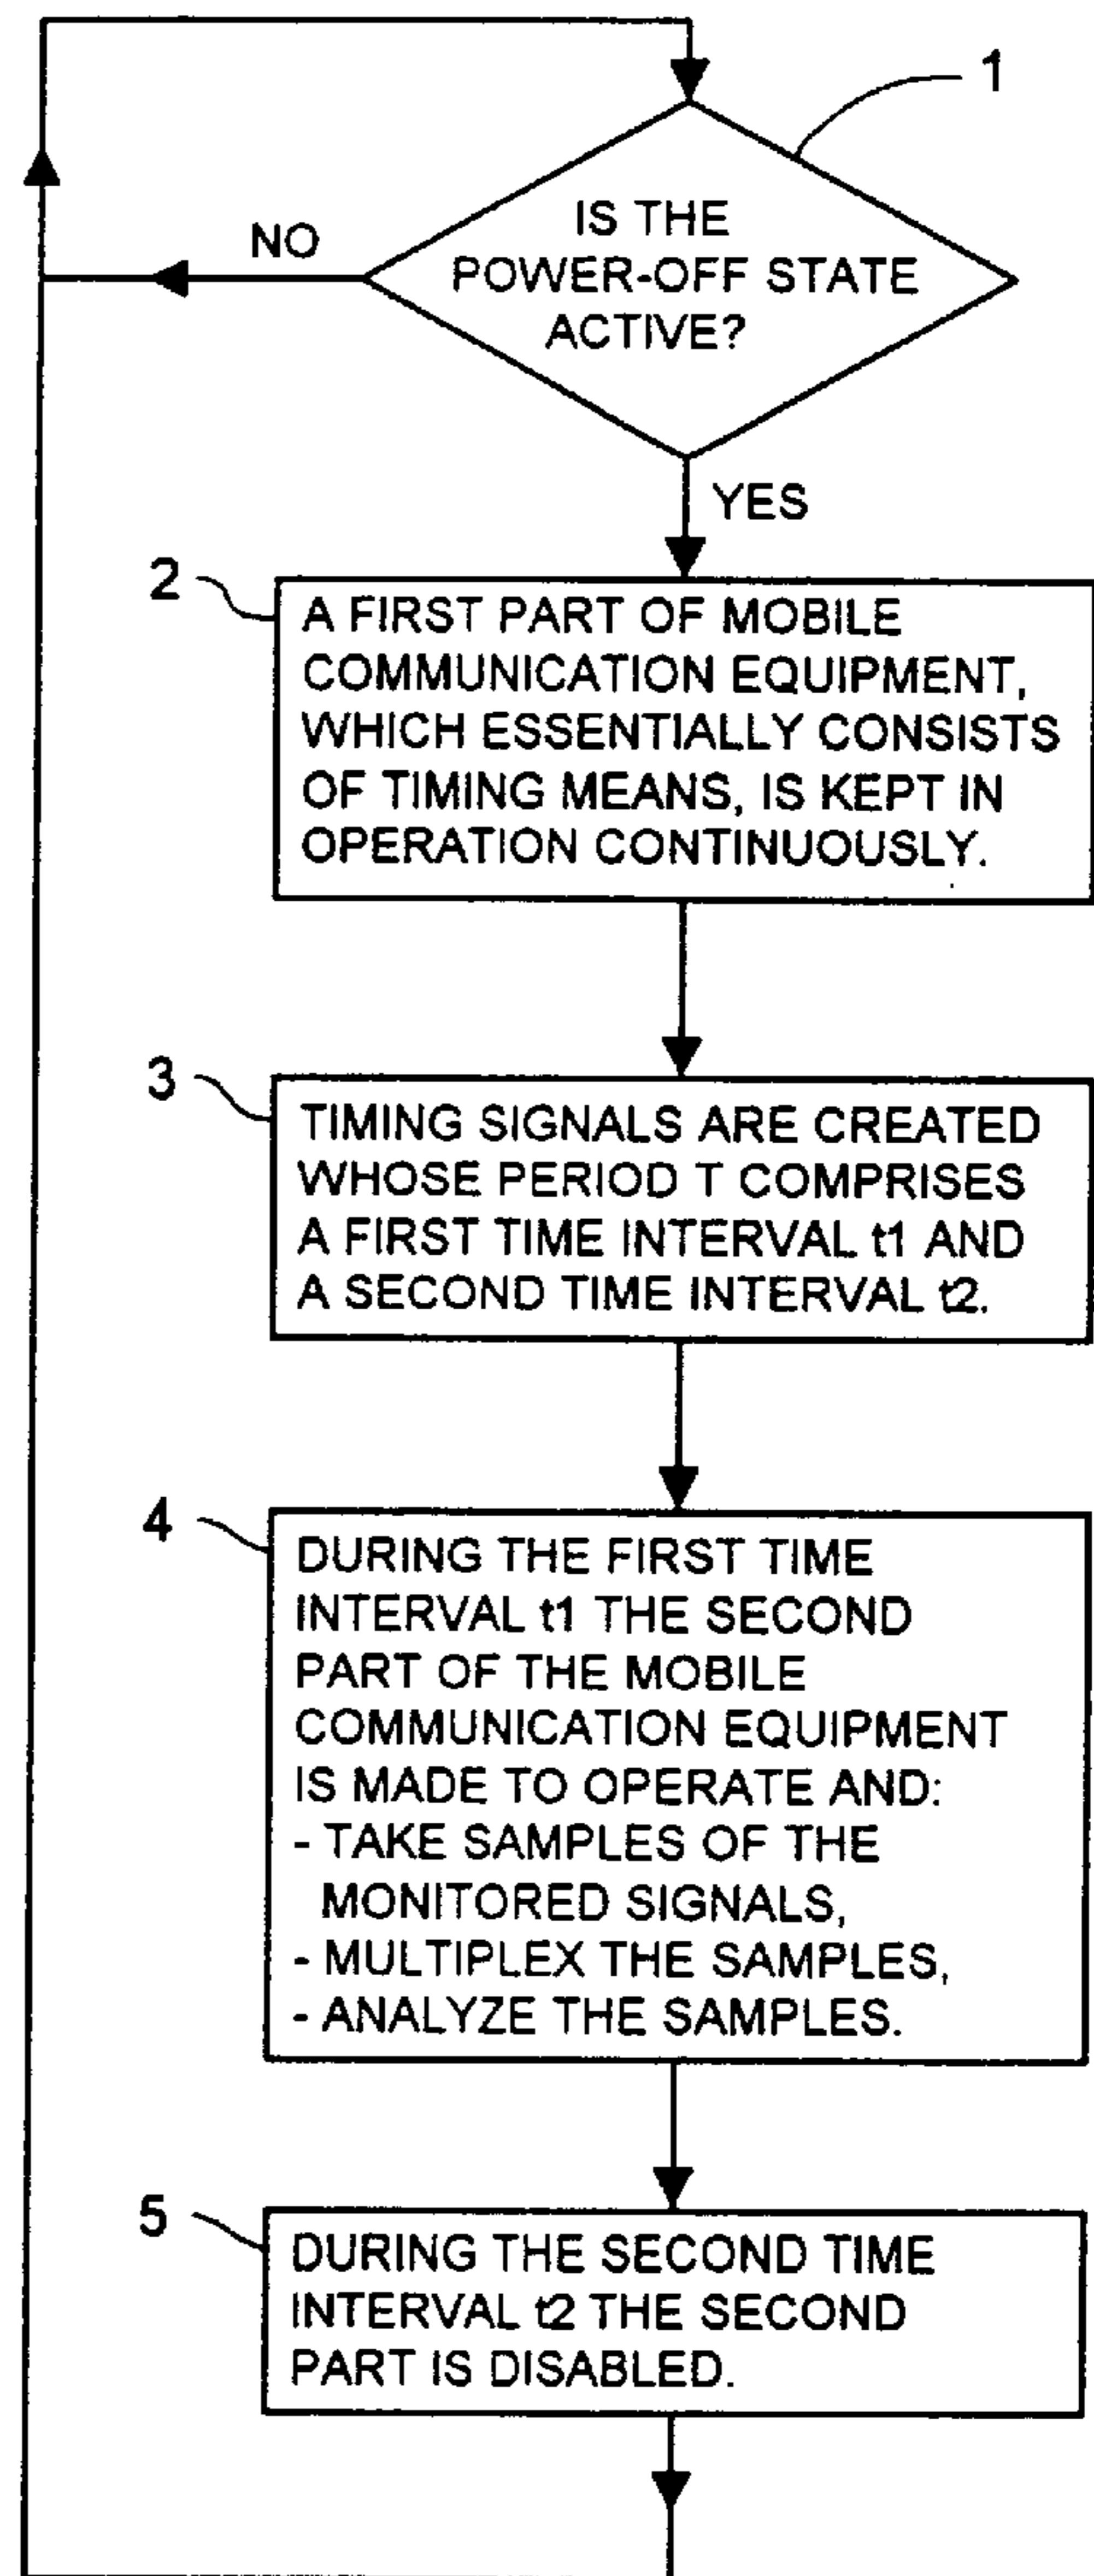 1
IS THE
POWER-OFF STATE
ACTIVE?
NO
YES
2
A FIRST PART OF MOBILE
COMMUNICATION EQUIPMENT,
WHICH ESSENTIALLY CONSISTS
OF TIMING MEANS, IS KEPT IN
OPERATION CONTINUOUSLY.
3
TIMING SIGNALS ARE CREATED
WHOSE PERIOD T COMPRISES
A FIRST TIME INTERVAL t1 AND
A SECOND TIME INTERVAL t2.
4
DURING THE FIRST TIME
INTERVAL t1 THE SECOND
PART OF THE MOBILE
COMMUNICATION EQUIPMENT
IS MADE TO OPERATE AND:
- TAKE SAMPLES OF THE
MONITORED SIGNALS,
- MULTIPLEX THE SAMPLES,
- ANALYZE THE SAMPLES.
5
DURING THE SECOND TIME
INTERVAL t2 THE SECOND
PART IS DISABLED.